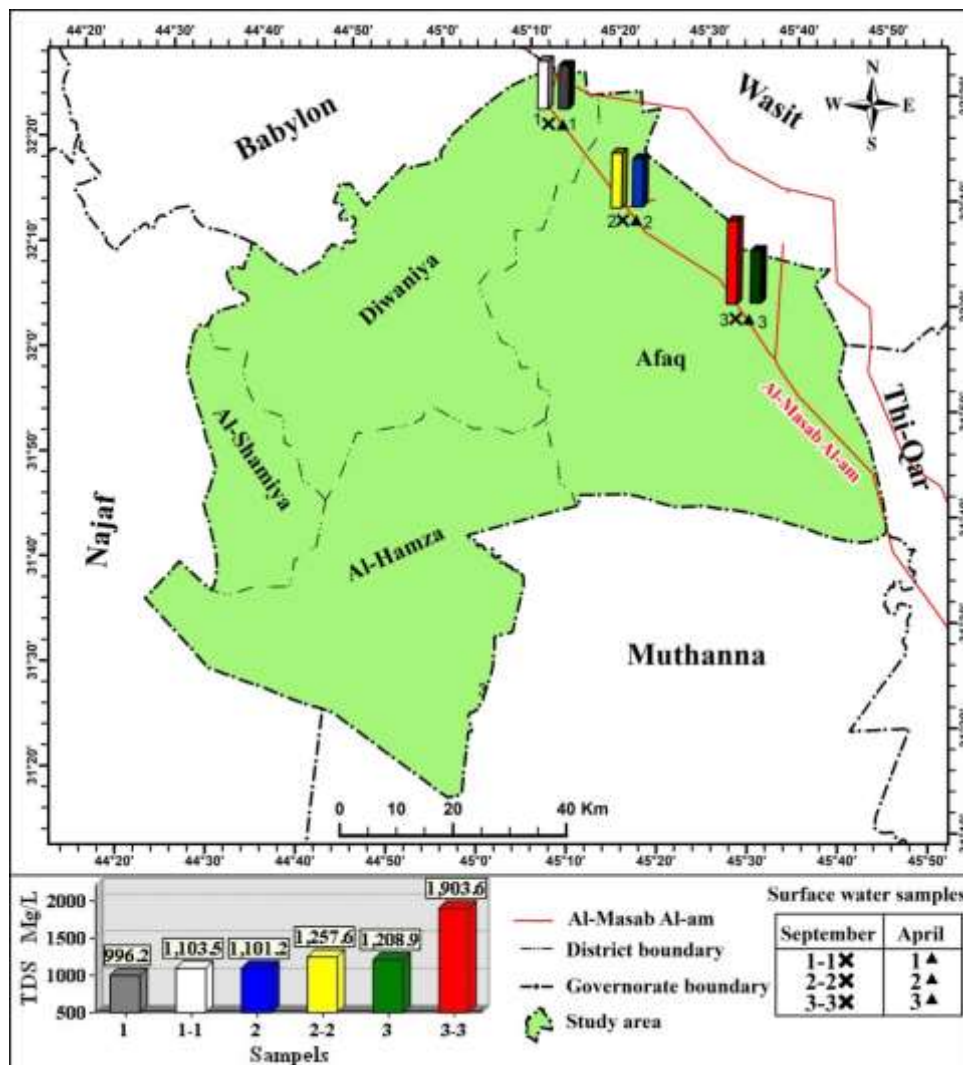 44°20' 44°30' 44°40' 44°50' 45°0' 45°10' 45°20' 45°30' 45°40' 45°50'
N
W E
S
Wasit
Babylon
32°20'
32°10'
32°0'
31°50'
31°40'
31°30'
31°20'
1 1
2 2
3 3
Diwaniya
Afaq
Al-Masab Al-am
Thi-Qar
Al-Shamiya
Najaf
Al-Hamza
Muthanna
0 10 20 40 Km
44°20' 44°30' 44°40' 44°50' 45°0' 45°10' 45°20' 45°30' 45°40' 45°50'
TDS Mg/L
2000
1500
1000
500
996.2
1,103.5
1,101.2
1,257.6
1,208.9
1,903.6
1 1-1 2 2-2 3 3-3
Sampels
Al-Masab Al-am
District boundary
Governorate boundary
Study area
Surface water samples
September April
1-1 1
2-2 2
3-3 3